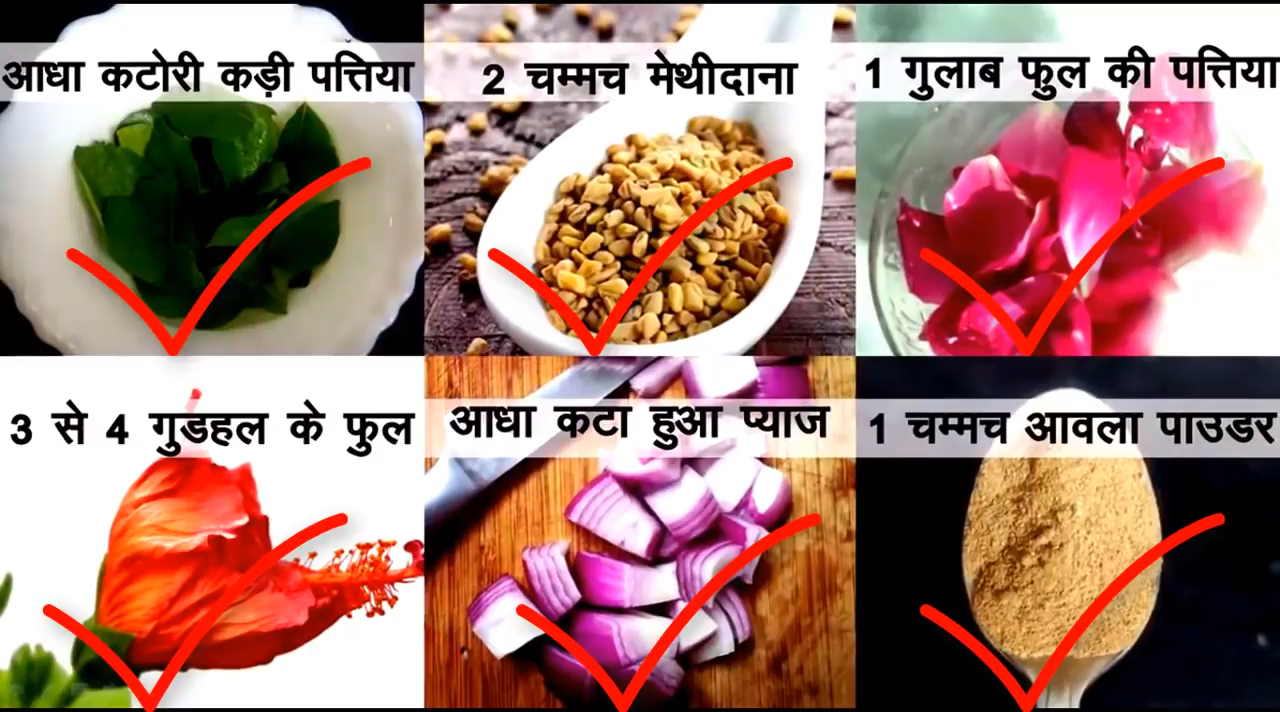 आधा कटोरी कड़ी पत्तिया
2 चम्मच मेथीदाना
1 गुलाब फुल की पत्तिया
3 से 4 गुडहल के फुल
आधा कटा हुआ प्याज
1 चम्मच आवला पाउडर